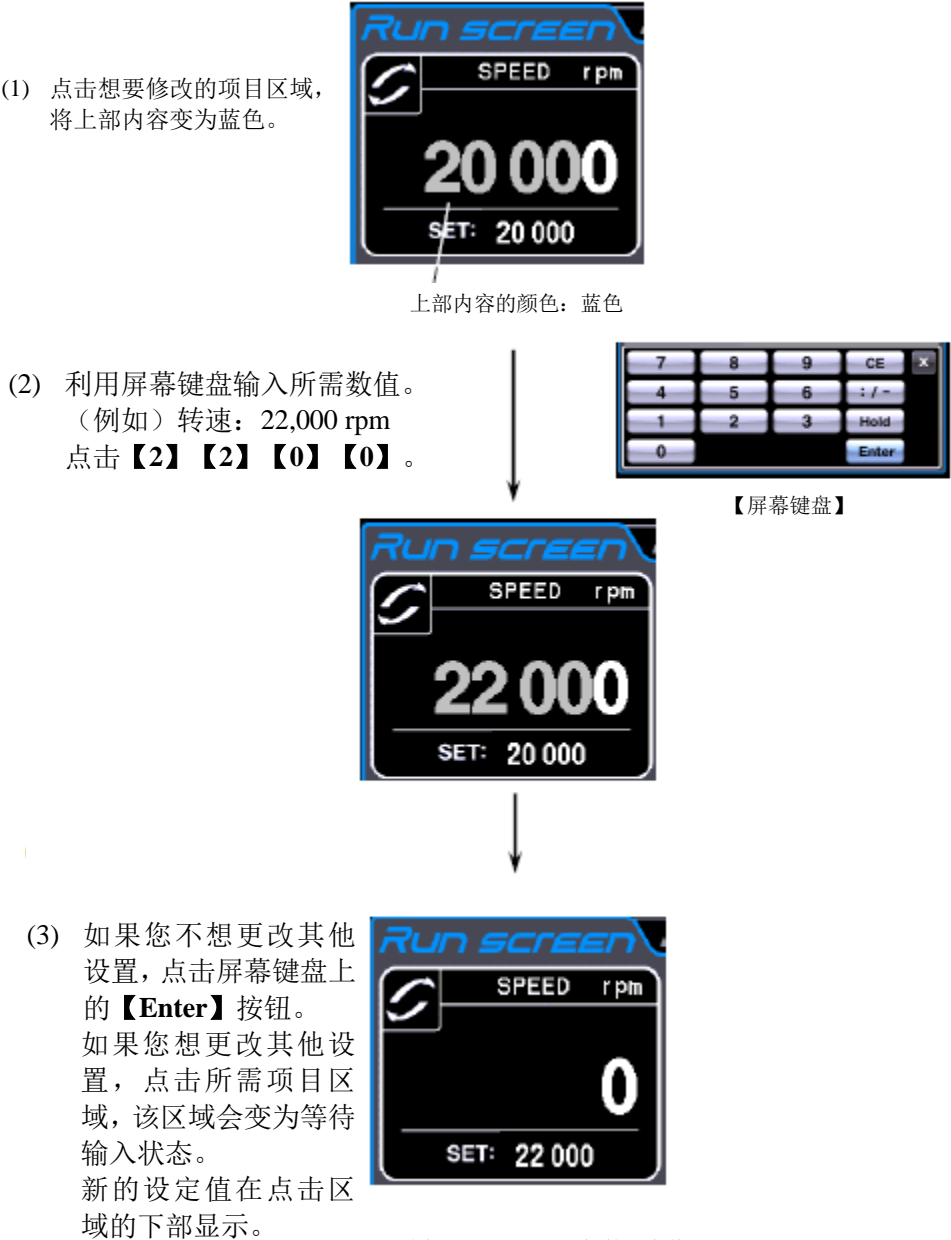 Run screen
SPEED rpm
(1) 点击想要修改的项目区域，
将上部内容变为蓝色。
20 000
SET: 20 000
上部内容的颜色：蓝色
(2) 利用屏幕键盘输入所需数值。
（例如）转速：22,000 rpm
点击【2】【2】【0】【0】。
7 8 9 CE x
4 5 6 : / -
1 2 3 Hold
0 Enter
【屏幕键盘】
Run screen
SPEED rpm
22 000
SET: 20 000
(3) 如果您不想更改其他
设置，点击屏幕键盘上
的【Enter】按钮。
如果您想更改其他设
置，点击所需项目区
域，该区域会变为等待
输入状态。
新的设定值在点击区
域的下部显示。
Run screen
SPEED rpm
0
SET: 22 000